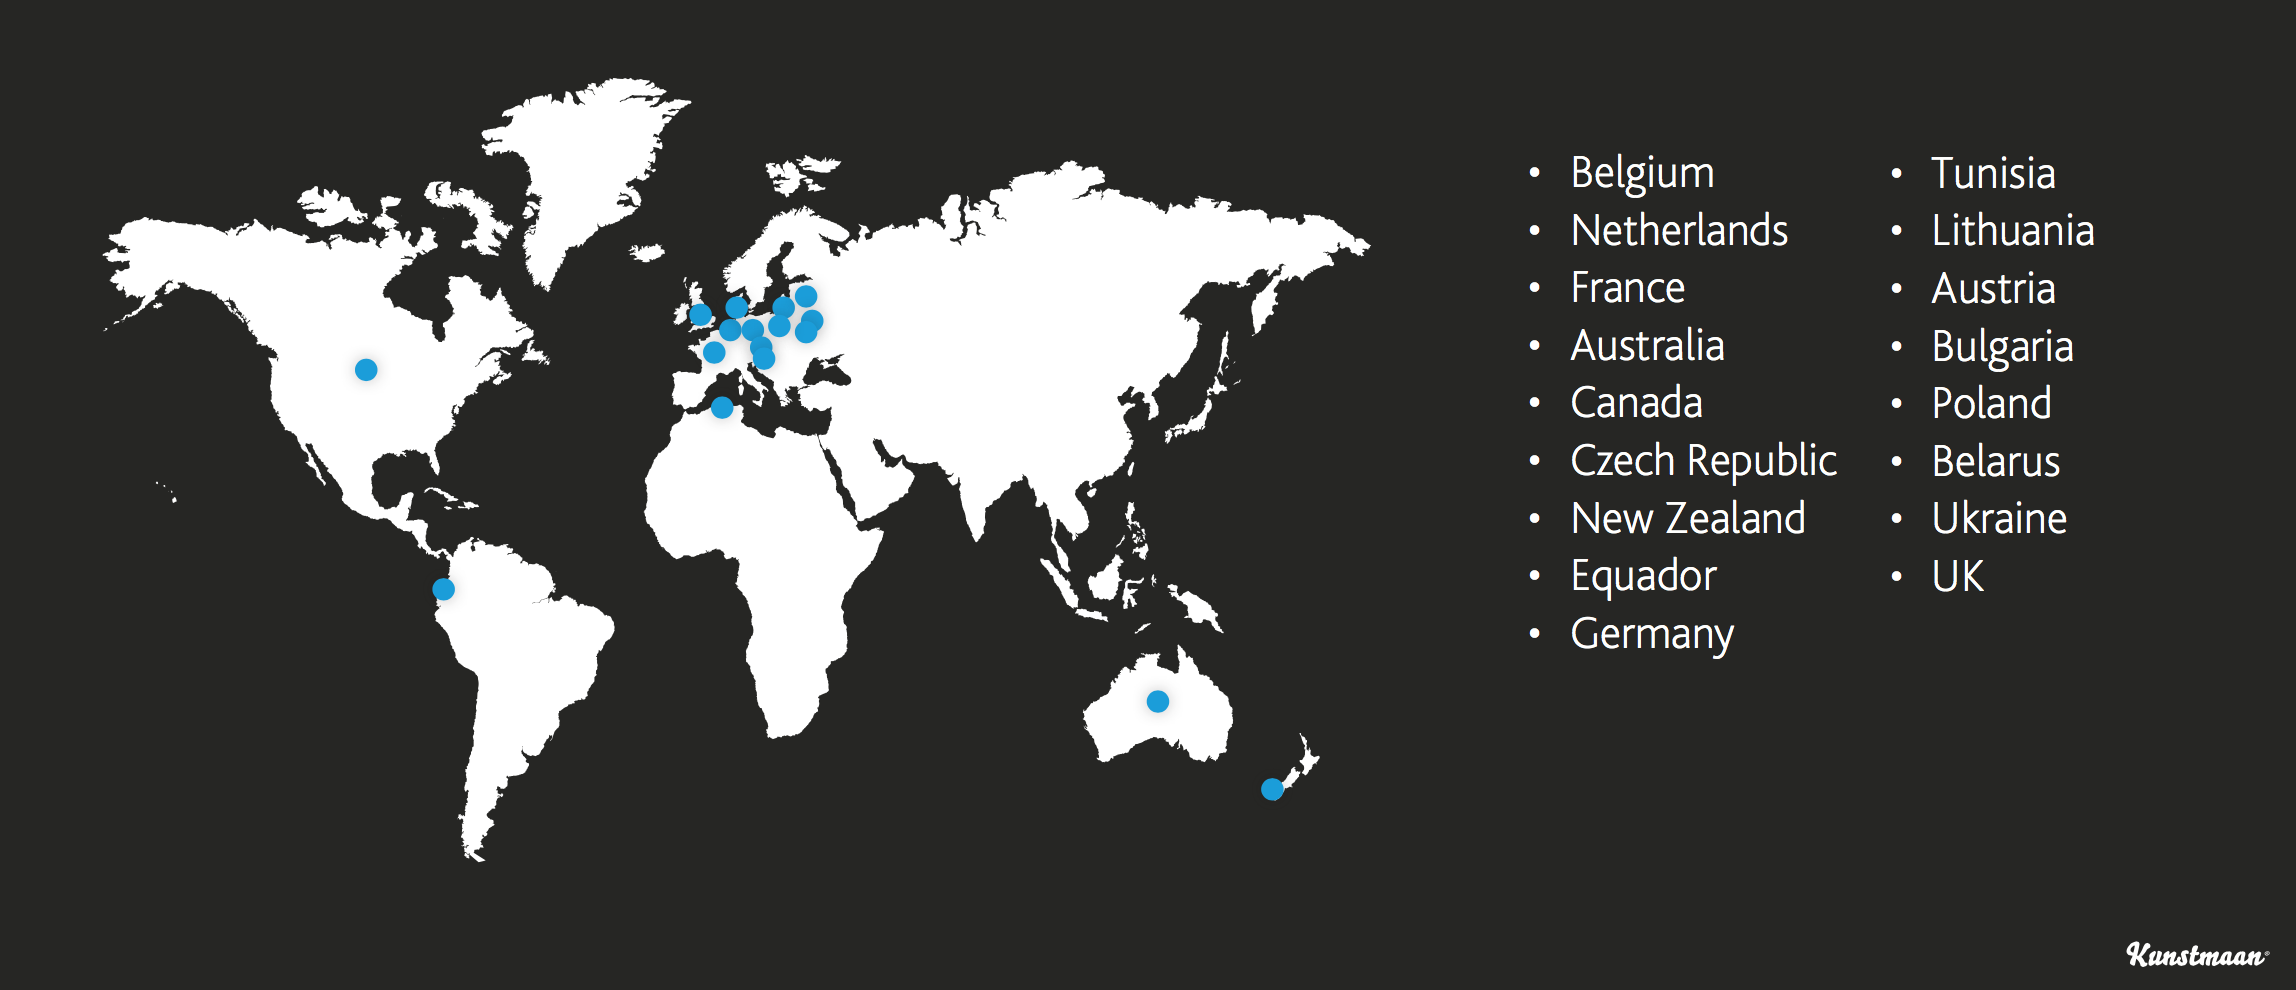 • Belgium
• Netherlands
• France
• Australia
• Canada
• Czech Republic
• New Zealand
• Equador
• Germany
• Tunisia
• Lithuania
• Austria
• Bulgaria
• Poland
• Belarus
• Ukraine
• UK
Kunstmaan®